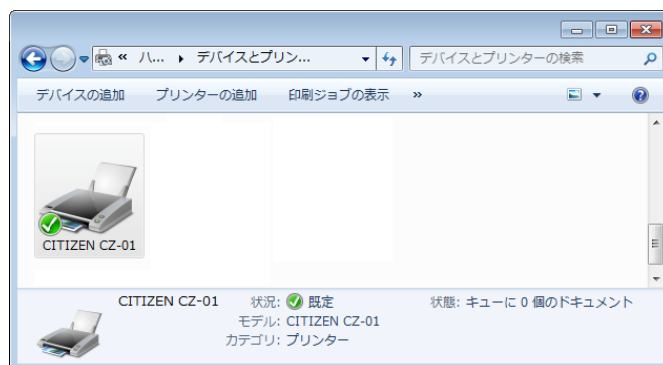 « ハ... ▸ デバイスとプリン... デバイスとプリンターの検索
デバイスの追加 プリンターの追加 印刷ジョブの表示 »
CITIZEN CZ-01
CITIZEN CZ-01 状況: 既定 状態: キューに 0 個のドキュメント
モデル: CITIZEN CZ-01
カテゴリ: プリンター